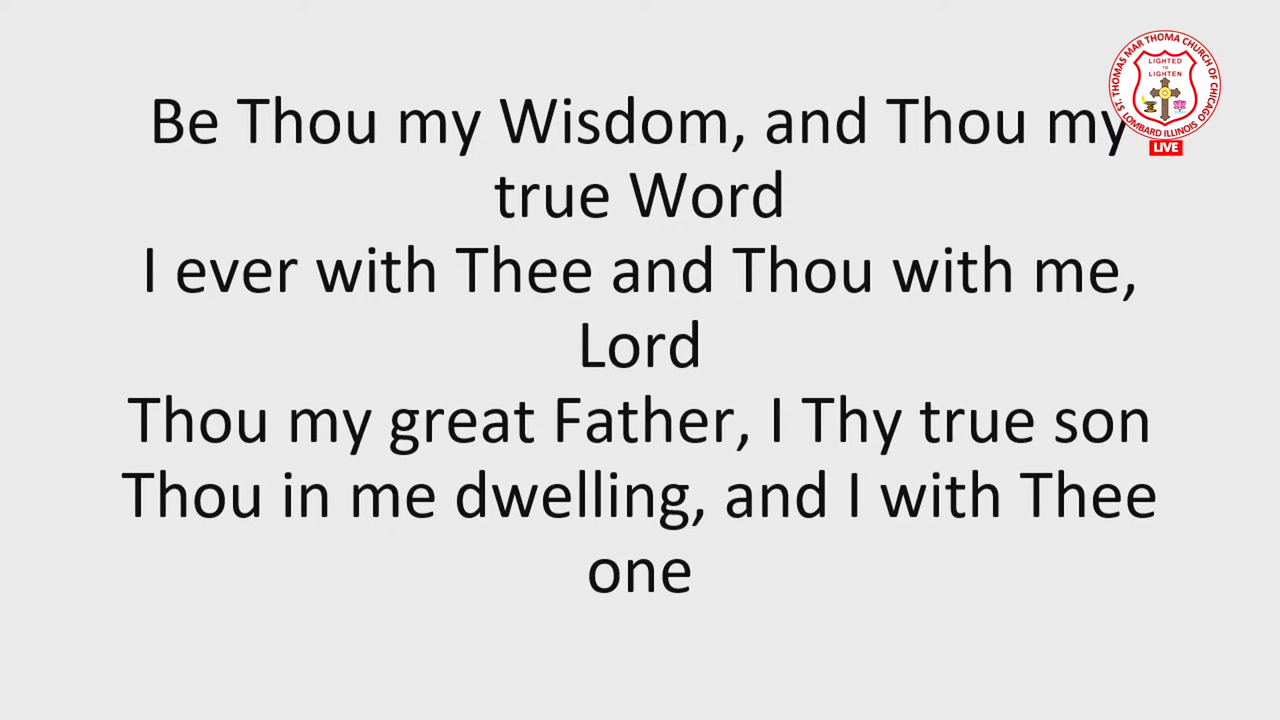 Be Thou my Wisdom, and Thou my
true Word
I ever with Thee and Thou with me,
Lord
Thou my great Father, I Thy true son
Thou in me dwelling, and I with Thee
one
ST. THOMAS MAR THOMA CHURCH OF CHICAGO
LIGHTED
TO
LIGHTEN
LOMBARD ILLINOIS
LIVE